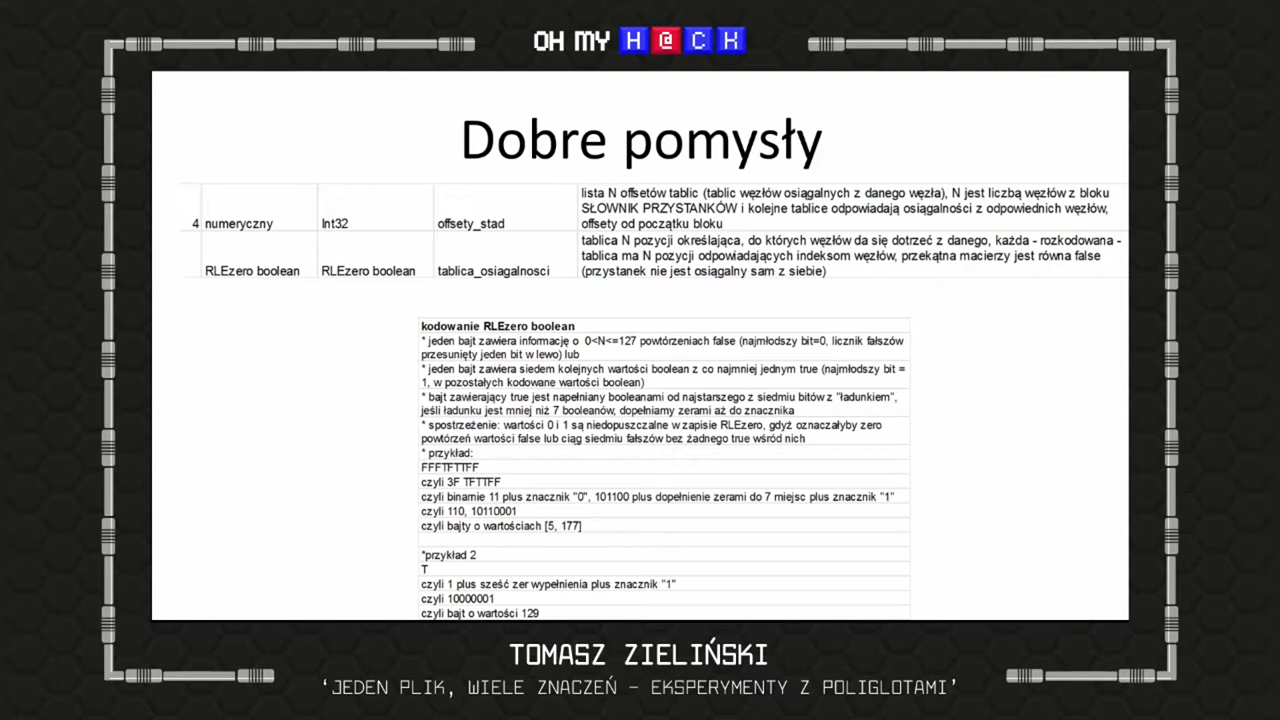 OH MY H@CK
Dobre pomysły
lista N offsetów tablic (tablic węzłów osiągalnych z danego węzła), N jest liczbą węzłów z bloku
SŁOWNIK PRZYSTANKÓW i kolejne tablice odpowiadają osiągalności z odpowiednich węzłów,
4 numeryczny Int32 offsety_stad offsety od początku bloku
tablica N pozycji określająca, do których węzłów da się dotrzeć z danego, każda - rozkodowana -
tablica ma N pozycji odpowiadających indeksom węzłów, przekątna macierzy jest równa false
RLEzero boolean RLEzero boolean tablica_osiagalnosci (przystanek nie jest osiągalny sam z siebie)
kodowanie RLEzero boolean
* jeden bajt zawiera informację o 0<N<=127 powtórzeniach false (najmłodszy bit=0, licznik fałszów
przesunięty jeden bit w lewo) lub
* jeden bajt zawiera siedem kolejnych wartości boolean z co najmniej jednym true (najmłodszy bit =
1, w pozostałych kodowane wartości boolean)
* bajt zawierający true jest napełniany booleanami od najstarszego z siedmiu bitów z "ładunkiem",
jeśli ładunku jest mniej niż 7 booleanów, dopełniamy zerami aż do znacznika
* spostrzeżenie: wartości 0 i 1 są niedopuszczalne w zapisie RLEzero, gdyż oznaczałyby zero
powtórzeń wartości false lub ciąg siedmiu fałszów bez żadnego true wśród nich
* przykład:
FFFTFTTFF
czyli 3F TFTTFF
czyli binarnie 11 plus znacznik "0", 101100 plus dopełnienie zerami do 7 miejsc plus znacznik "1"
czyli 110, 10110001
czyli bajty o wartościach [5, 177]
*przykład 2
T
czyli 1 plus sześć zer wypełnienia plus znacznik "1"
czyli 10000001
czyli bajt o wartości 129
TOMASZ ZIELIŃSKI
'JEDEN PLIK, WIELE ZNACZEŃ – EKSPERYMENTY Z POLIGLOTAMI'